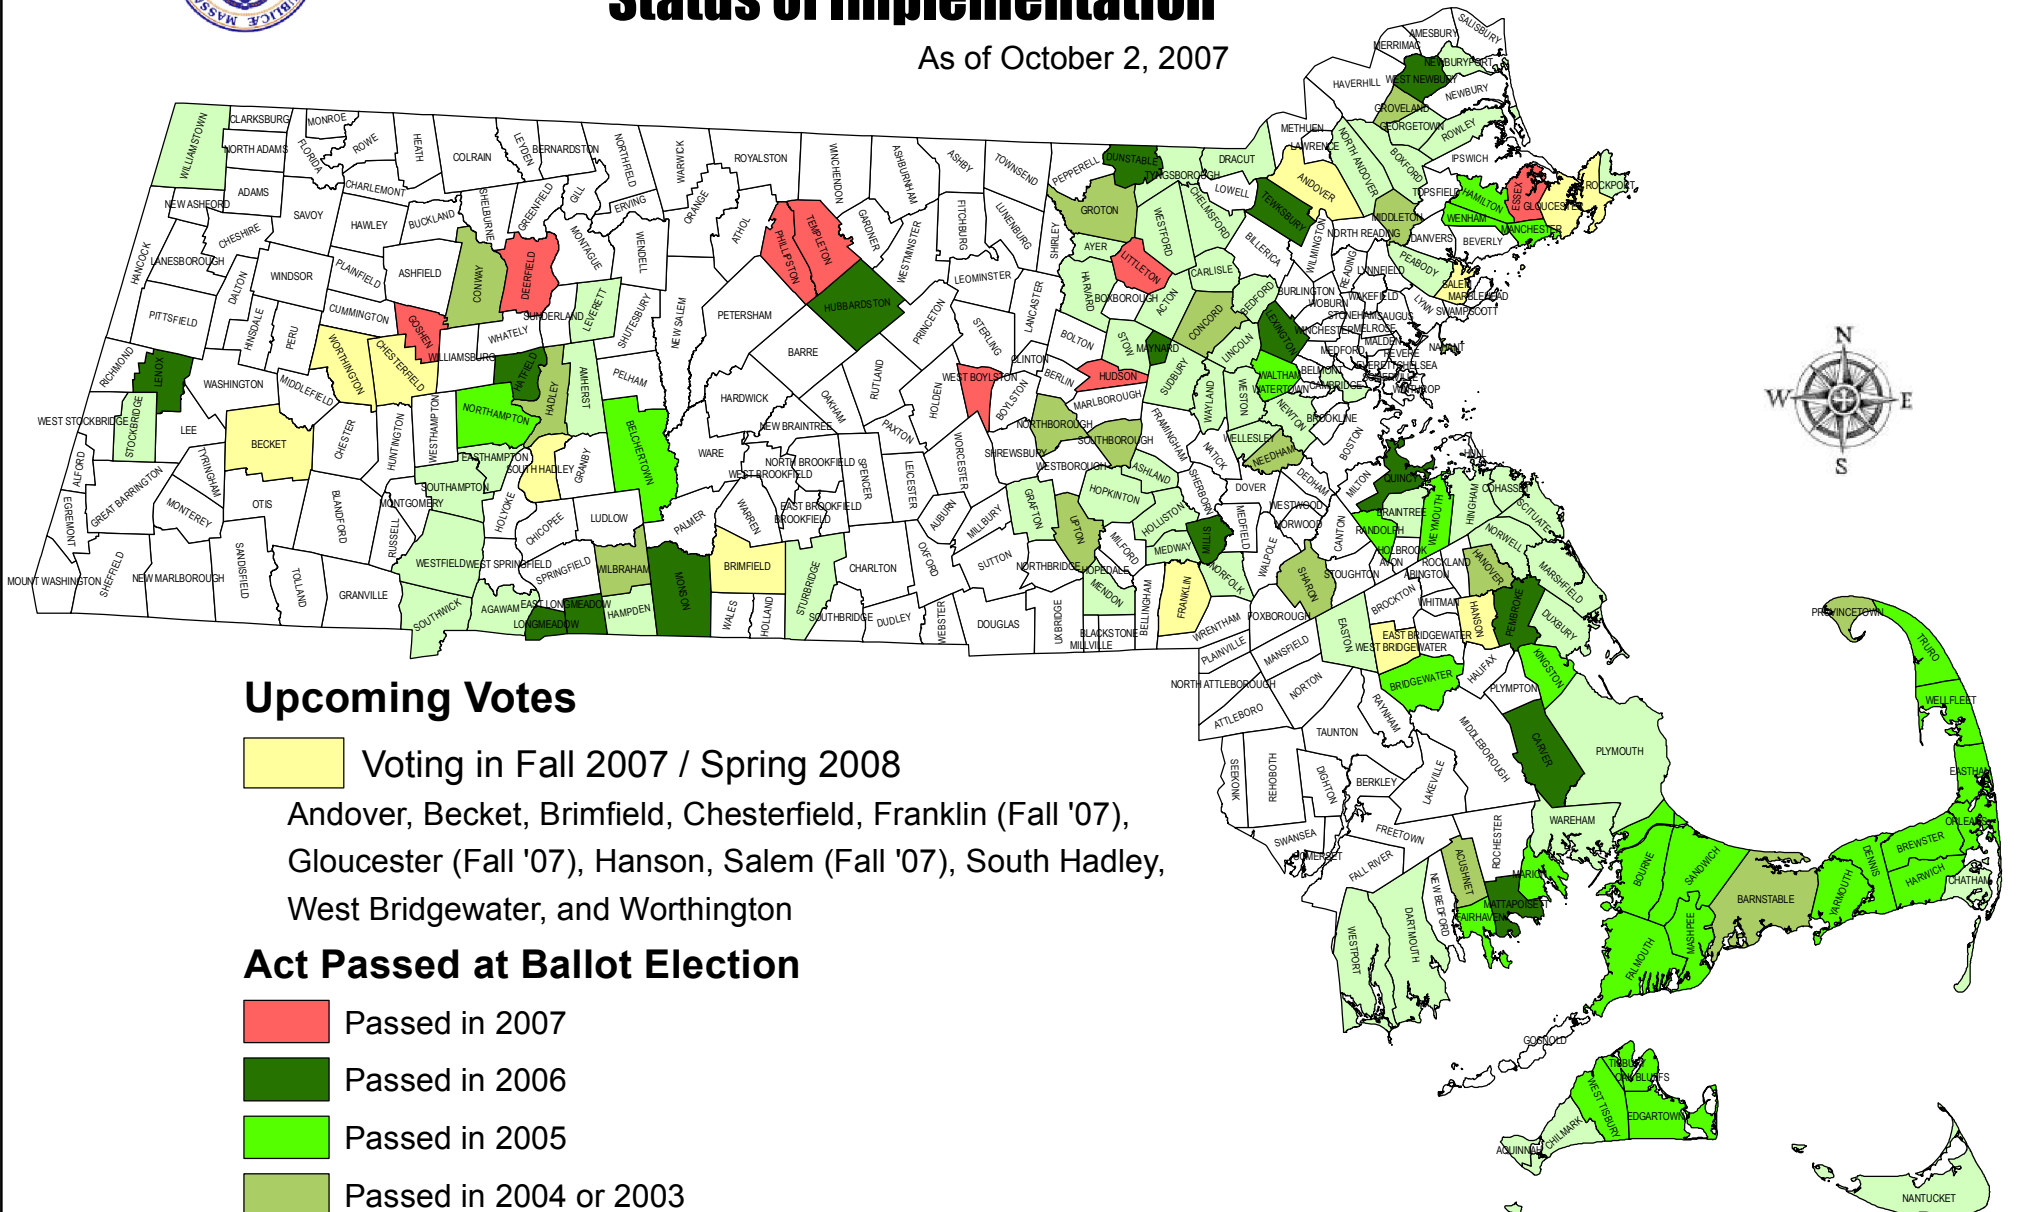 Status of Implementation
As of October 2, 2007
SALISBURY
AMESBURY
MERRIMAC
NEWBURYPORT
HAVERHILL
WEST NEWBURY
NEWBURY
GROVELAND
GEORGETOWN
ROWLEY
METHUEN
LAWRENCE
NORTH ANDOVER
BOXFORD
IPSWICH
WILLIAMSTOWN
CLARKSBURG
MONROE
NORTH ADAMS
FLORIDA
ROWE
HEATH
COLRAIN
LEYDEN
BERNARDSTON
NORTHFIELD
WARWICK
ROYALSTON
WINCHENDON
ASHBURNHAM
ASHBY
TOWNSEND
PEPPERELL
DUNSTABLE
TYNGSBOROUGH
DRACUT
LOWELL
TEWKSBURY
ANDOVER
TOPSFIELD
HAMILTON
ESSEX
GLOUCESTER
ROCKPORT
MIDDLETON
WENHAM
MANCHESTER
NEW ASHFORD
ADAMS
SAVOY
CHARLEMONT
HAWLEY
BUCKLAND
SHELBURNE
GREENFIELD
GILL
ERVING
ORANGE
ATHOL
PHILLIPSTON
TEMPLETON
GARDNER
WESTMINSTER
FITCHBURG
LUNENBURG
SHIRLEY
GROTON
AYER
WESTFORD
CHELMSFORD
BILLERICA
WILMINGTON
NORTH READING
READING
LYNNFIELD
DANVERS
BEVERLY
PEABODY
SALEM
MARBLEHEAD
HANCOCK
LANESBOROUGH
CHESHIRE
DALTON
WINDSOR
PLAINFIELD
ASHFIELD
CONWAY
DEERFIELD
MONTAGUE
WENDELL
LEOMINSTER
HARVARD
LITTLETON
BOXBOROUGH
ACTON
CARLISLE
BEDFORD
BURLINGTON
WOBURN
WAKEFIELD
LYNN
SWAMPSCOTT
STONEHAM
SAUGUS
PITTSFIELD
HINSDALE
PERU
CUMMINGTON
GOSHEN
WHATELY
SUNDERLAND
LEVERETT
SHUTESBURY
NEW SALEM
PETERSHAM
HUBBARDSTON
PRINCETON
STERLING
LANCASTER
BOLTON
STOW
MAYNARD
CONCORD
LINCOLN
LEXINGTON
WINCHESTER
MELROSE
MALDEN
MEDFORD
REVERE
NAHANT
EVERETT
CHELSEA
WINTHROP
RICHMOND
LENOX
WASHINGTON
MIDDLEFIELD
WORTHINGTON
CHESTERFIELD
WILLIAMSBURG
HATFIELD
HADLEY
AMHERST
PELHAM
BARRE
RUTLAND
HOLDEN
WEST BOYLSTON
CLINTON
BOYLSTON
BERLIN
HUDSON
MARLBOROUGH
SUDBURY
WAYLAND
WESTON
WALTHAM
WATERTOWN
BELMONT
CAMBRIDGE
NEWTON
BROOKLINE
BOSTON
WEST STOCKBRIDGE
STOCKBRIDGE
LEE
BECKET
CHESTER
HUNTINGTON
WESTHAMPTON
NORTHAMPTON
EASTHAMPTON
SOUTHAMPTON
SOUTH HADLEY
GRANBY
BELCHERTOWN
HARDWICK
NEW BRAINTREE
OAKHAM
PAXTON
WARE
NORTH BROOKFIELD
WEST BROOKFIELD
SPENCER
LEICESTER
WORCESTER
SHREWSBURY
NORTHBOROUGH
SOUTHBOROUGH
WESTBOROUGH
FRAMINGHAM
NATICK
WELLESLEY
NEEDHAM
DEDHAM
MILTON
QUINCY
HULL
ALFORD
GREAT BARRINGTON
EGREMONT
TYRINGHAM
MONTEREY
OTIS
BLANDFORD
MONTGOMERY
RUSSELL
HOLYOKE
CHICOPEE
LUDLOW
PALMER
WARREN
EAST BROOKFIELD
BROOKFIELD
AUBURN
MILLBURY
GRAFTON
UPTON
HOPKINTON
ASHLAND
SHERBORN
DOVER
HOLLISTON
MEDFIELD
WESTWOOD
NORWOOD
CANTON
BRAINTREE
RANDOLPH
WEYMOUTH
HINGHAM
COHASSET
SCITUATE
NORWELL
MOUNT WASHINGTON
SHEFFIELD
NEW MARLBOROUGH
SANDISFIELD
TOLLAND
GRANVILLE
WESTFIELD
WEST SPRINGFIELD
SPRINGFIELD
WILBRAHAM
MONSON
BRIMFIELD
STURBRIDGE
CHARLTON
OXFORD
SUTTON
NORTHBRIDGE
HOPEDALE
MILFORD
MEDWAY
MILLIS
NORFOLK
WALPOLE
SHARON
STOUGHTON
HOLBROOK
AVON
ROCKLAND
ABINGTON
HANOVER
MARSHFIELD
SOUTHWICK
AGAWAM
EAST LONGMEADOW
LONGMEADOW
HAMPDEN
WALES
HOLLAND
SOUTHBRIDGE
DUDLEY
WEBSTER
DOUGLAS
UXBRIDGE
MENDON
BLACKSTONE
MILLVILLE
BELLINGHAM
FRANKLIN
WRENTHAM
FOXBOROUGH
EASTON
BROCKTON
WHITMAN
HANSON
PEMBROKE
DUXBURY
PLAINVILLE
MANSFIELD
WEST BRIDGEWATER
EAST BRIDGEWATER
BRIDGEWATER
HALIFAX
KINGSTON
PLYMPTON
NORTH ATTLEBOROUGH
NORTON
ATTLEBORO
RAYNHAM
TAUNTON
MIDDLEBOROUGH
CARVER
PLYMOUTH
SEEKONK
REHOBOTH
DIGHTON
BERKLEY
LAKEVILLE
SWANSEA
SOMERSET
FREETOWN
FALL RIVER
ROCHESTER
WAREHAM
ACUSHNET
NEW BEDFORD
MARION
MATTAPOISETT
FAIRHAVEN
WESTPORT
DARTMOUTH
BOURNE
SANDWICH
FALMOUTH
MASHPEE
BARNSTABLE
YARMOUTH
DENNIS
BREWSTER
HARWICH
CHATHAM
ORLEANS
EASTHAM
WELLFLEET
TRURO
PROVINCETOWN
GOSNOLD
TISBURY
OAK BLUFFS
WEST TISBURY
EDGARTOWN
CHILMARK
AQUINNAH
NANTUCKET
N
W E
S
Upcoming Votes
Voting in Fall 2007 / Spring 2008
Andover, Becket, Brimfield, Chesterfield, Franklin (Fall '07),
Gloucester (Fall '07), Hanson, Salem (Fall '07), South Hadley,
West Bridgewater, and Worthington
Act Passed at Ballot Election
Passed in 2007
Passed in 2006
Passed in 2005
Passed in 2004 or 2003